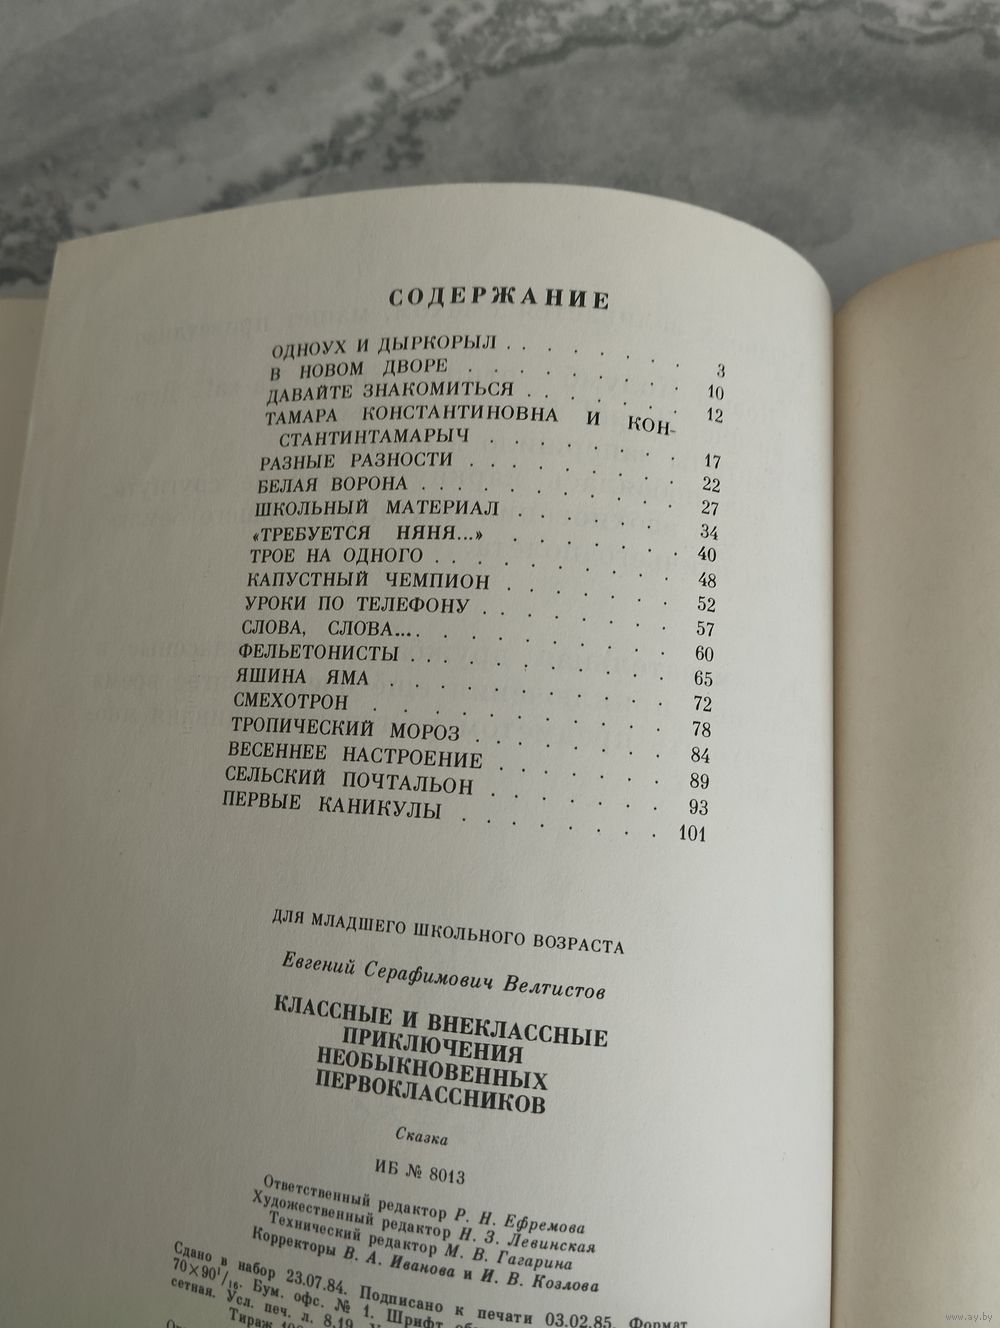 СОДЕРЖАНИЕ
ОДНОУХ И ДЫРКОРЫЛ . . . . . . . 3
В НОВОМ ДВОРЕ . . . . . . . . 10
ДАВАЙТЕ ЗНАКОМИТЬСЯ . . . . . . . 12
ТАМАРА КОНСТАНТИНОВНА И КОН-
СТАНТИНТАМАРЫЧ . . . . . . . 17
РАЗНЫЕ РАЗНОСТИ . . . . . . . . 22
БЕЛАЯ ВОРОНА . . . . . . . . . 27
ШКОЛЬНЫЙ МАТЕРИАЛ . . . . . . . 34
«ТРЕБУЕТСЯ НЯНЯ...» . . . . . . . 40
ТРОЕ НА ОДНОГО . . . . . . . . 48
КАПУСТНЫЙ ЧЕМПИОН . . . . . . . 52
УРОКИ ПО ТЕЛЕФОНУ . . . . . . . 57
СЛОВА, СЛОВА... . . . . . . . . 60
ФЕЛЬЕТОНИСТЫ . . . . . . . . . 65
ЯШИНА ЯМА . . . . . . . . . 72
СМЕХОТРОН . . . . . . . . . 78
ТРОПИЧЕСКИЙ МОРОЗ . . . . . . . 84
ВЕСЕННЕЕ НАСТРОЕНИЕ . . . . . . 89
СЕЛЬСКИЙ ПОЧТАЛЬОН . . . . . . . 93
ПЕРВЫЕ КАНИКУЛЫ . . . . . . . . 101
ДЛЯ МЛАДШЕГО ШКОЛЬНОГО ВОЗРАСТА
Евгений Серафимович Велтистов
КЛАССНЫЕ И ВНЕКЛАССНЫЕ
ПРИКЛЮЧЕНИЯ
НЕОБЫКНОВЕННЫХ
ПЕРВОКЛАССНИКОВ
Сказка
ИБ № 8013
Ответственный редактор Р. Н. Ефремова
Художественный редактор Н. З. Левинская
Технический редактор М. В. Гагарина
Корректоры В. А. Иванова и И. В. Козлова
Сдано в набор 23.07.84. Подписано к печати 03.02.85. Формат
70×90¹/₁₆. Бум. офс. № 1. Шрифт
сетная. Усл. печ. л. 8,19.
Тираж
www.ay.by